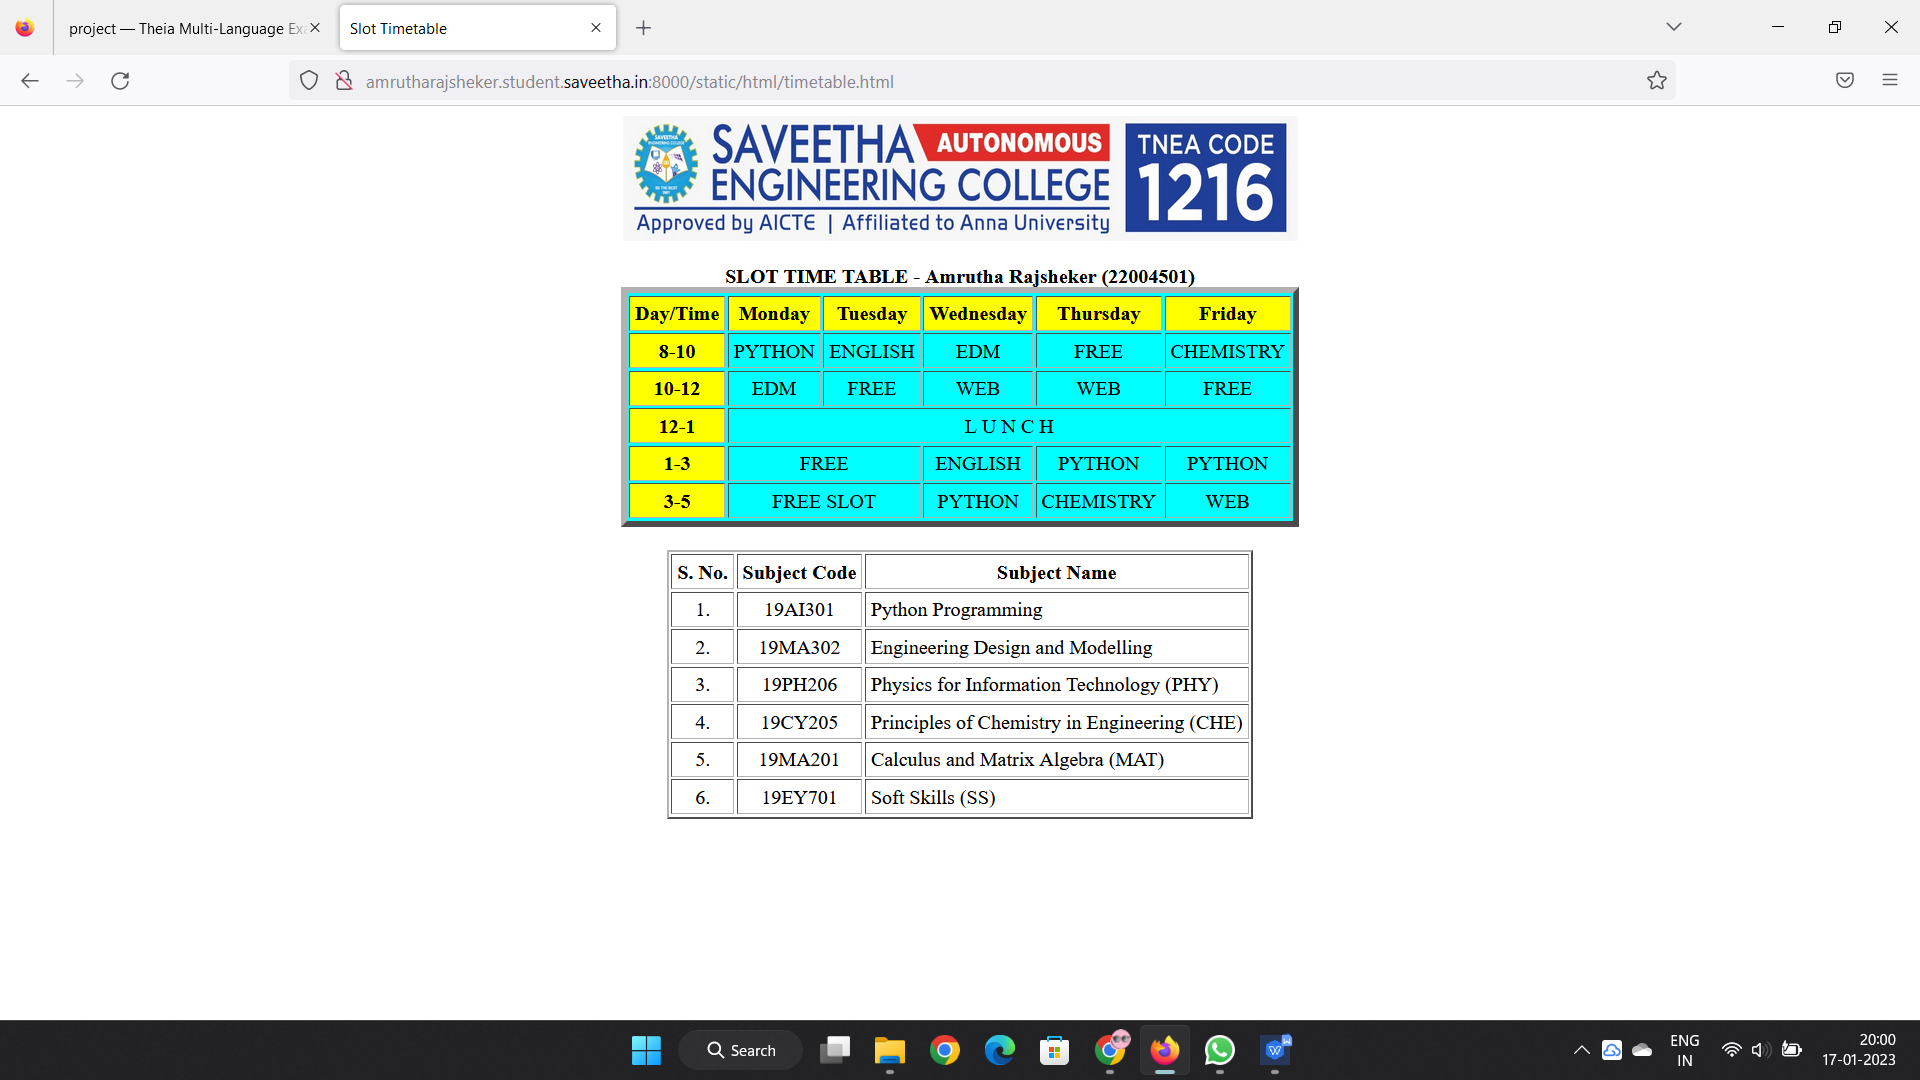 project — Theia Multi-Language Ex
Slot Timetable
amrutharajsheker.student.saveetha.in:8000/static/html/timetable.html
SAVEETHA AUTONOMOUS
ENGINEERING COLLEGE
Approved by AICTE | Affiliated to Anna University
TNEA CODE
1216
SLOT TIME TABLE - Amrutha Rajsheker (22004501)
Day/Time Monday Tuesday Wednesday Thursday Friday
8-10 PYTHON ENGLISH EDM FREE CHEMISTRY
10-12 EDM FREE WEB WEB FREE
12-1 L U N C H
1-3 FREE ENGLISH PYTHON PYTHON
3-5 FREE SLOT PYTHON CHEMISTRY WEB
S. No. Subject Code Subject Name
1. 19AI301 Python Programming
2. 19MA302 Engineering Design and Modelling
3. 19PH206 Physics for Information Technology (PHY)
4. 19CY205 Principles of Chemistry in Engineering (CHE)
5. 19MA201 Calculus and Matrix Algebra (MAT)
6. 19EY701 Soft Skills (SS)
Search
ENG
IN
20:00
17-01-2023